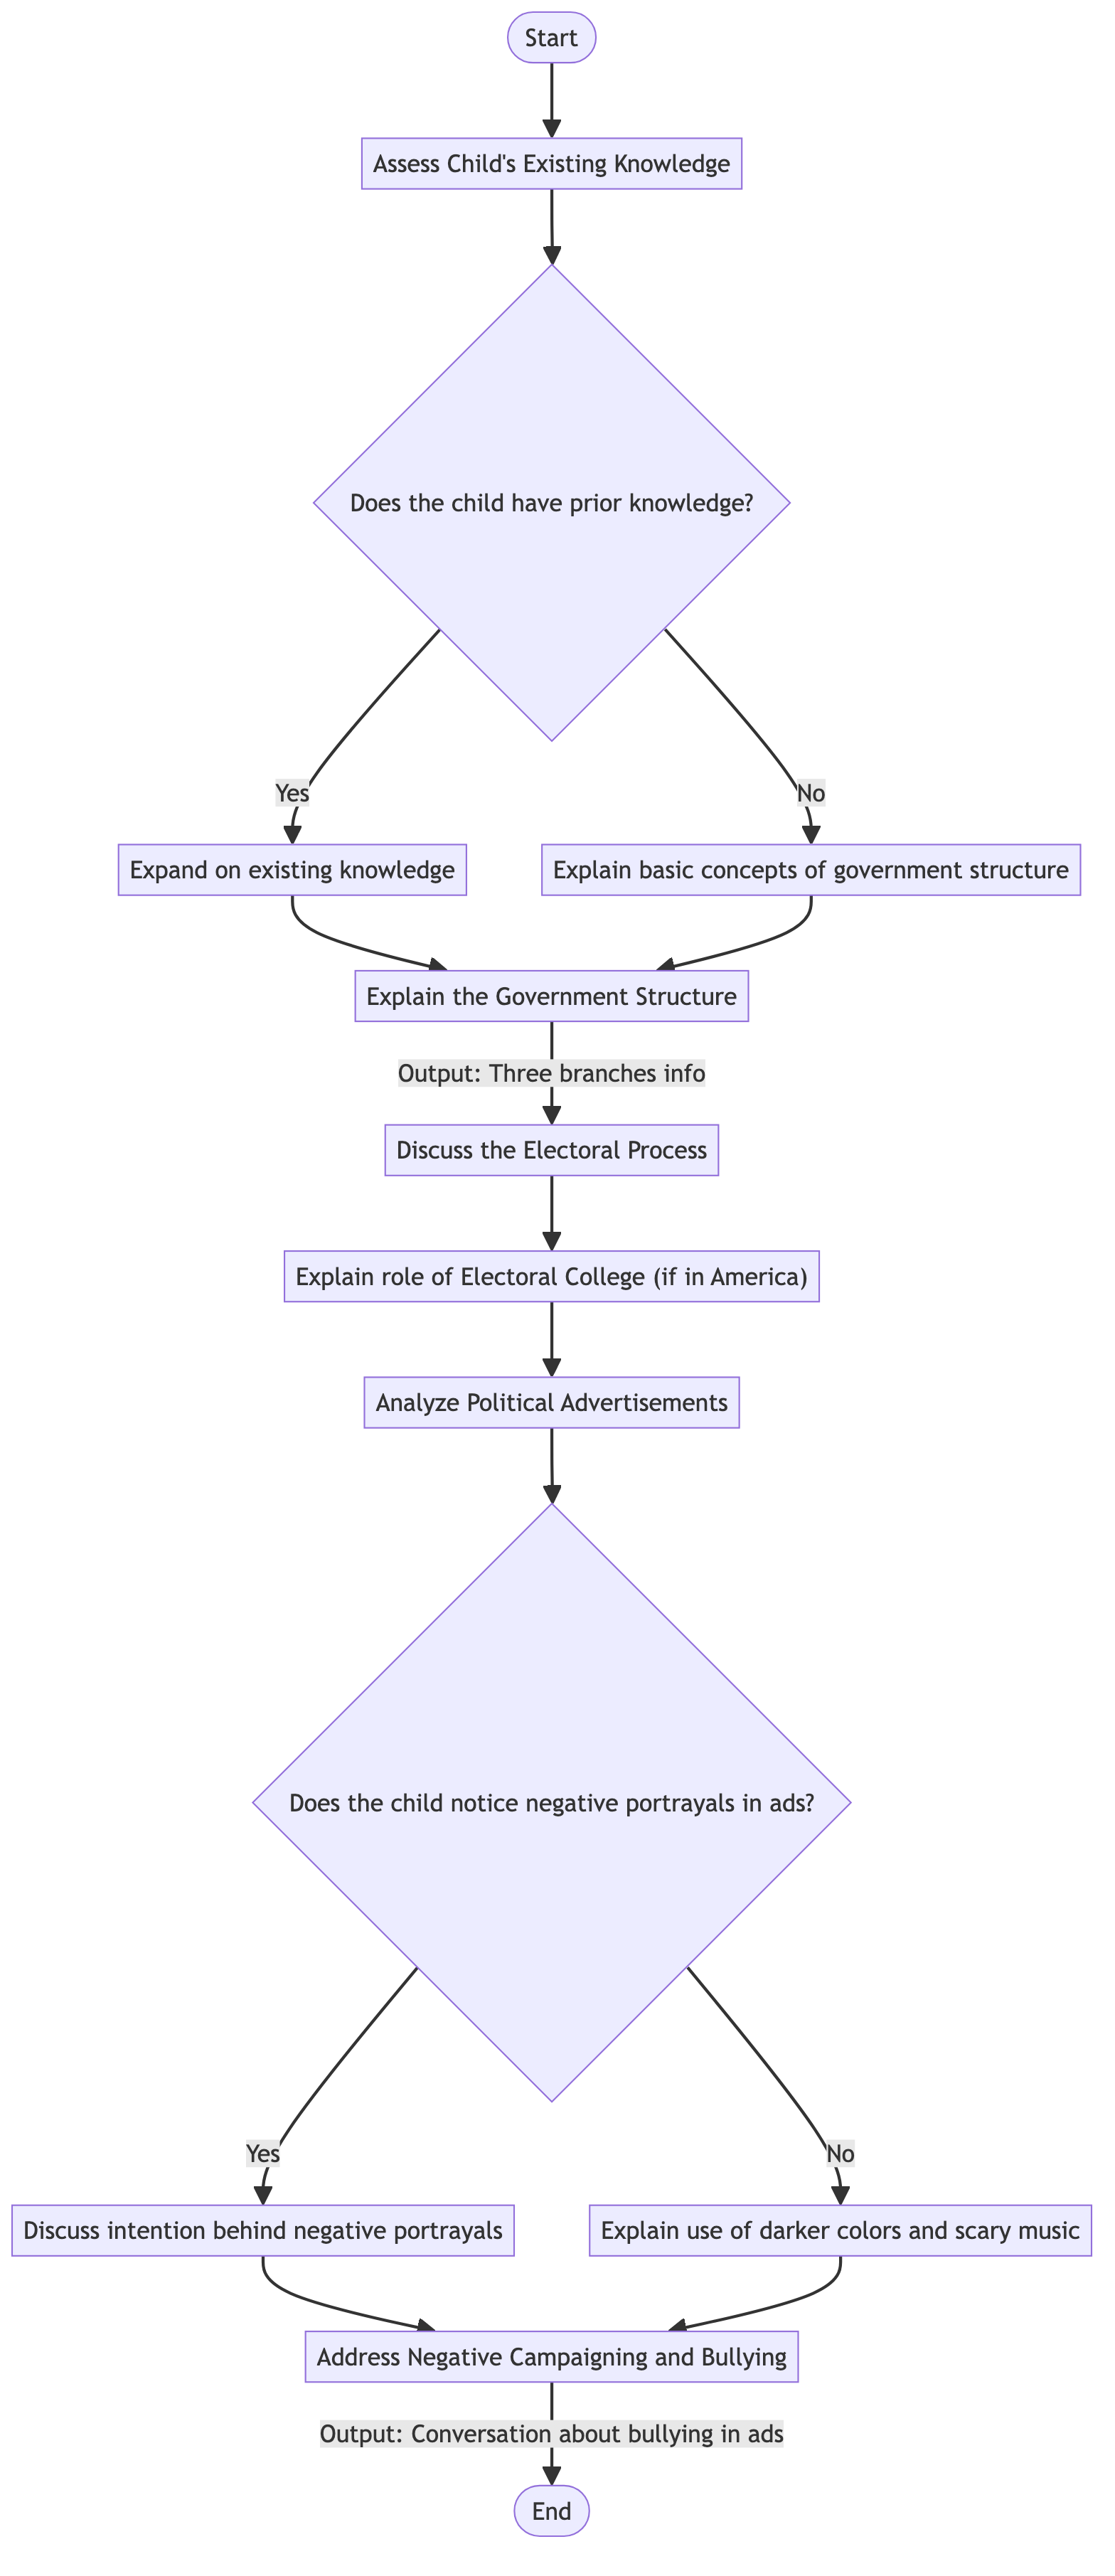 Start
Assess Child's Existing Knowledge
Does the child have prior knowledge?
Yes
No
Expand on existing knowledge
Explain basic concepts of government structure
Explain the Government Structure
Output: Three branches info
Discuss the Electoral Process
Explain role of Electoral College (if in America)
Analyze Political Advertisements
Does the child notice negative portrayals in ads?
Yes
No
Discuss intention behind negative portrayals
Explain use of darker colors and scary music
Address Negative Campaigning and Bullying
Output: Conversation about bullying in ads
End